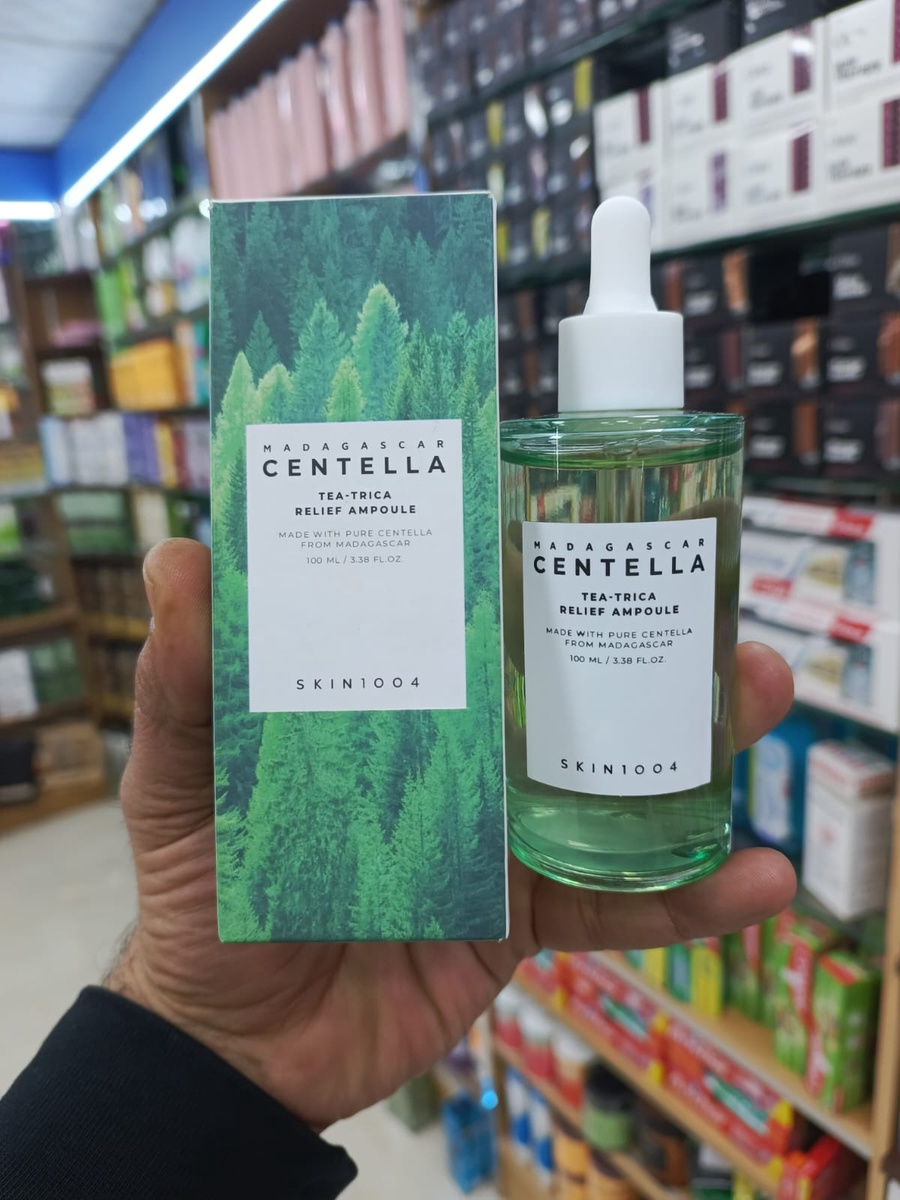 MADAGASCAR
CENTELLA
TEA-TRICA
RELIEF AMPOULE
MADE WITH PURE CENTELLA
FROM MADAGASCAR
100 ML / 3.38 FL.OZ.
SKIN1004
MADAGASCAR
CENTELLA
TEA-TRICA
RELIEF AMPOULE
MADE WITH PURE CENTELLA
FROM MADAGASCAR
100 ML / 3.38 FL.OZ.
SKIN1004